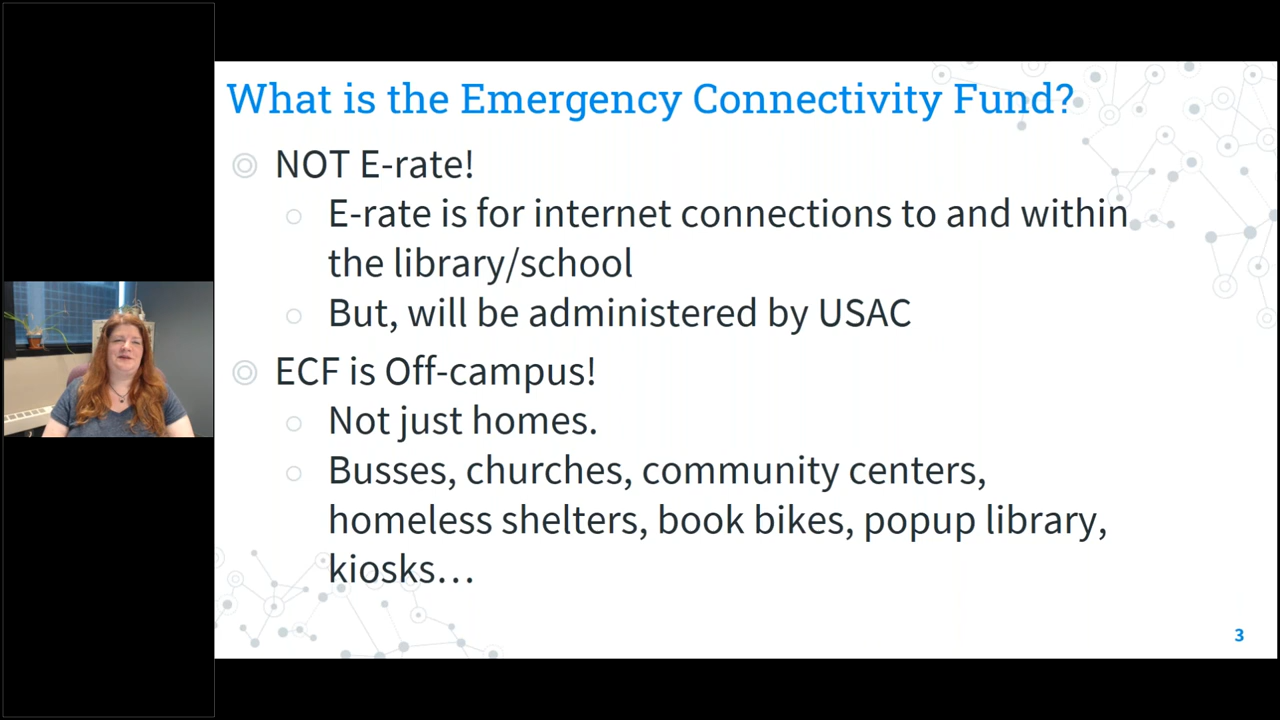 What is the Emergency Connectivity Fund?
NOT E-rate!
E-rate is for internet connections to and within
the library/school
But, will be administered by USAC
ECF is Off-campus!
Not just homes.
Busses, churches, community centers,
homeless shelters, book bikes, popup library,
kiosks…
3